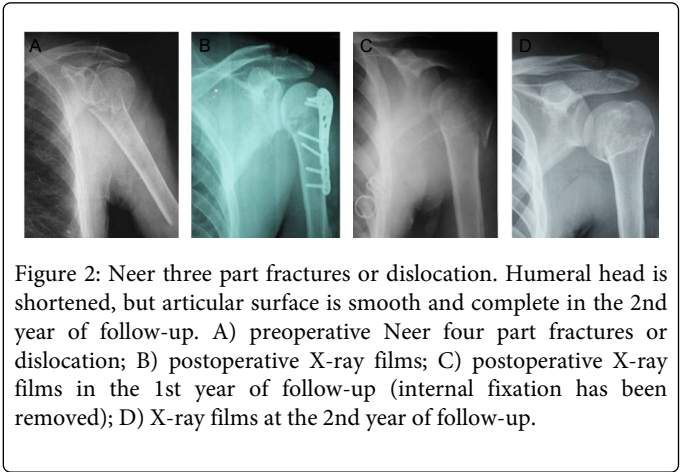 A
B
C
D
Figure 2: Neer three part fractures or dislocation. Humeral head is
shortened, but articular surface is smooth and complete in the 2nd
year of follow-up. A) preoperative Neer four part fractures or
dislocation; B) postoperative X-ray films; C) postoperative X-ray
films in the 1st year of follow-up (internal fixation has been
removed); D) X-ray films at the 2nd year of follow-up.